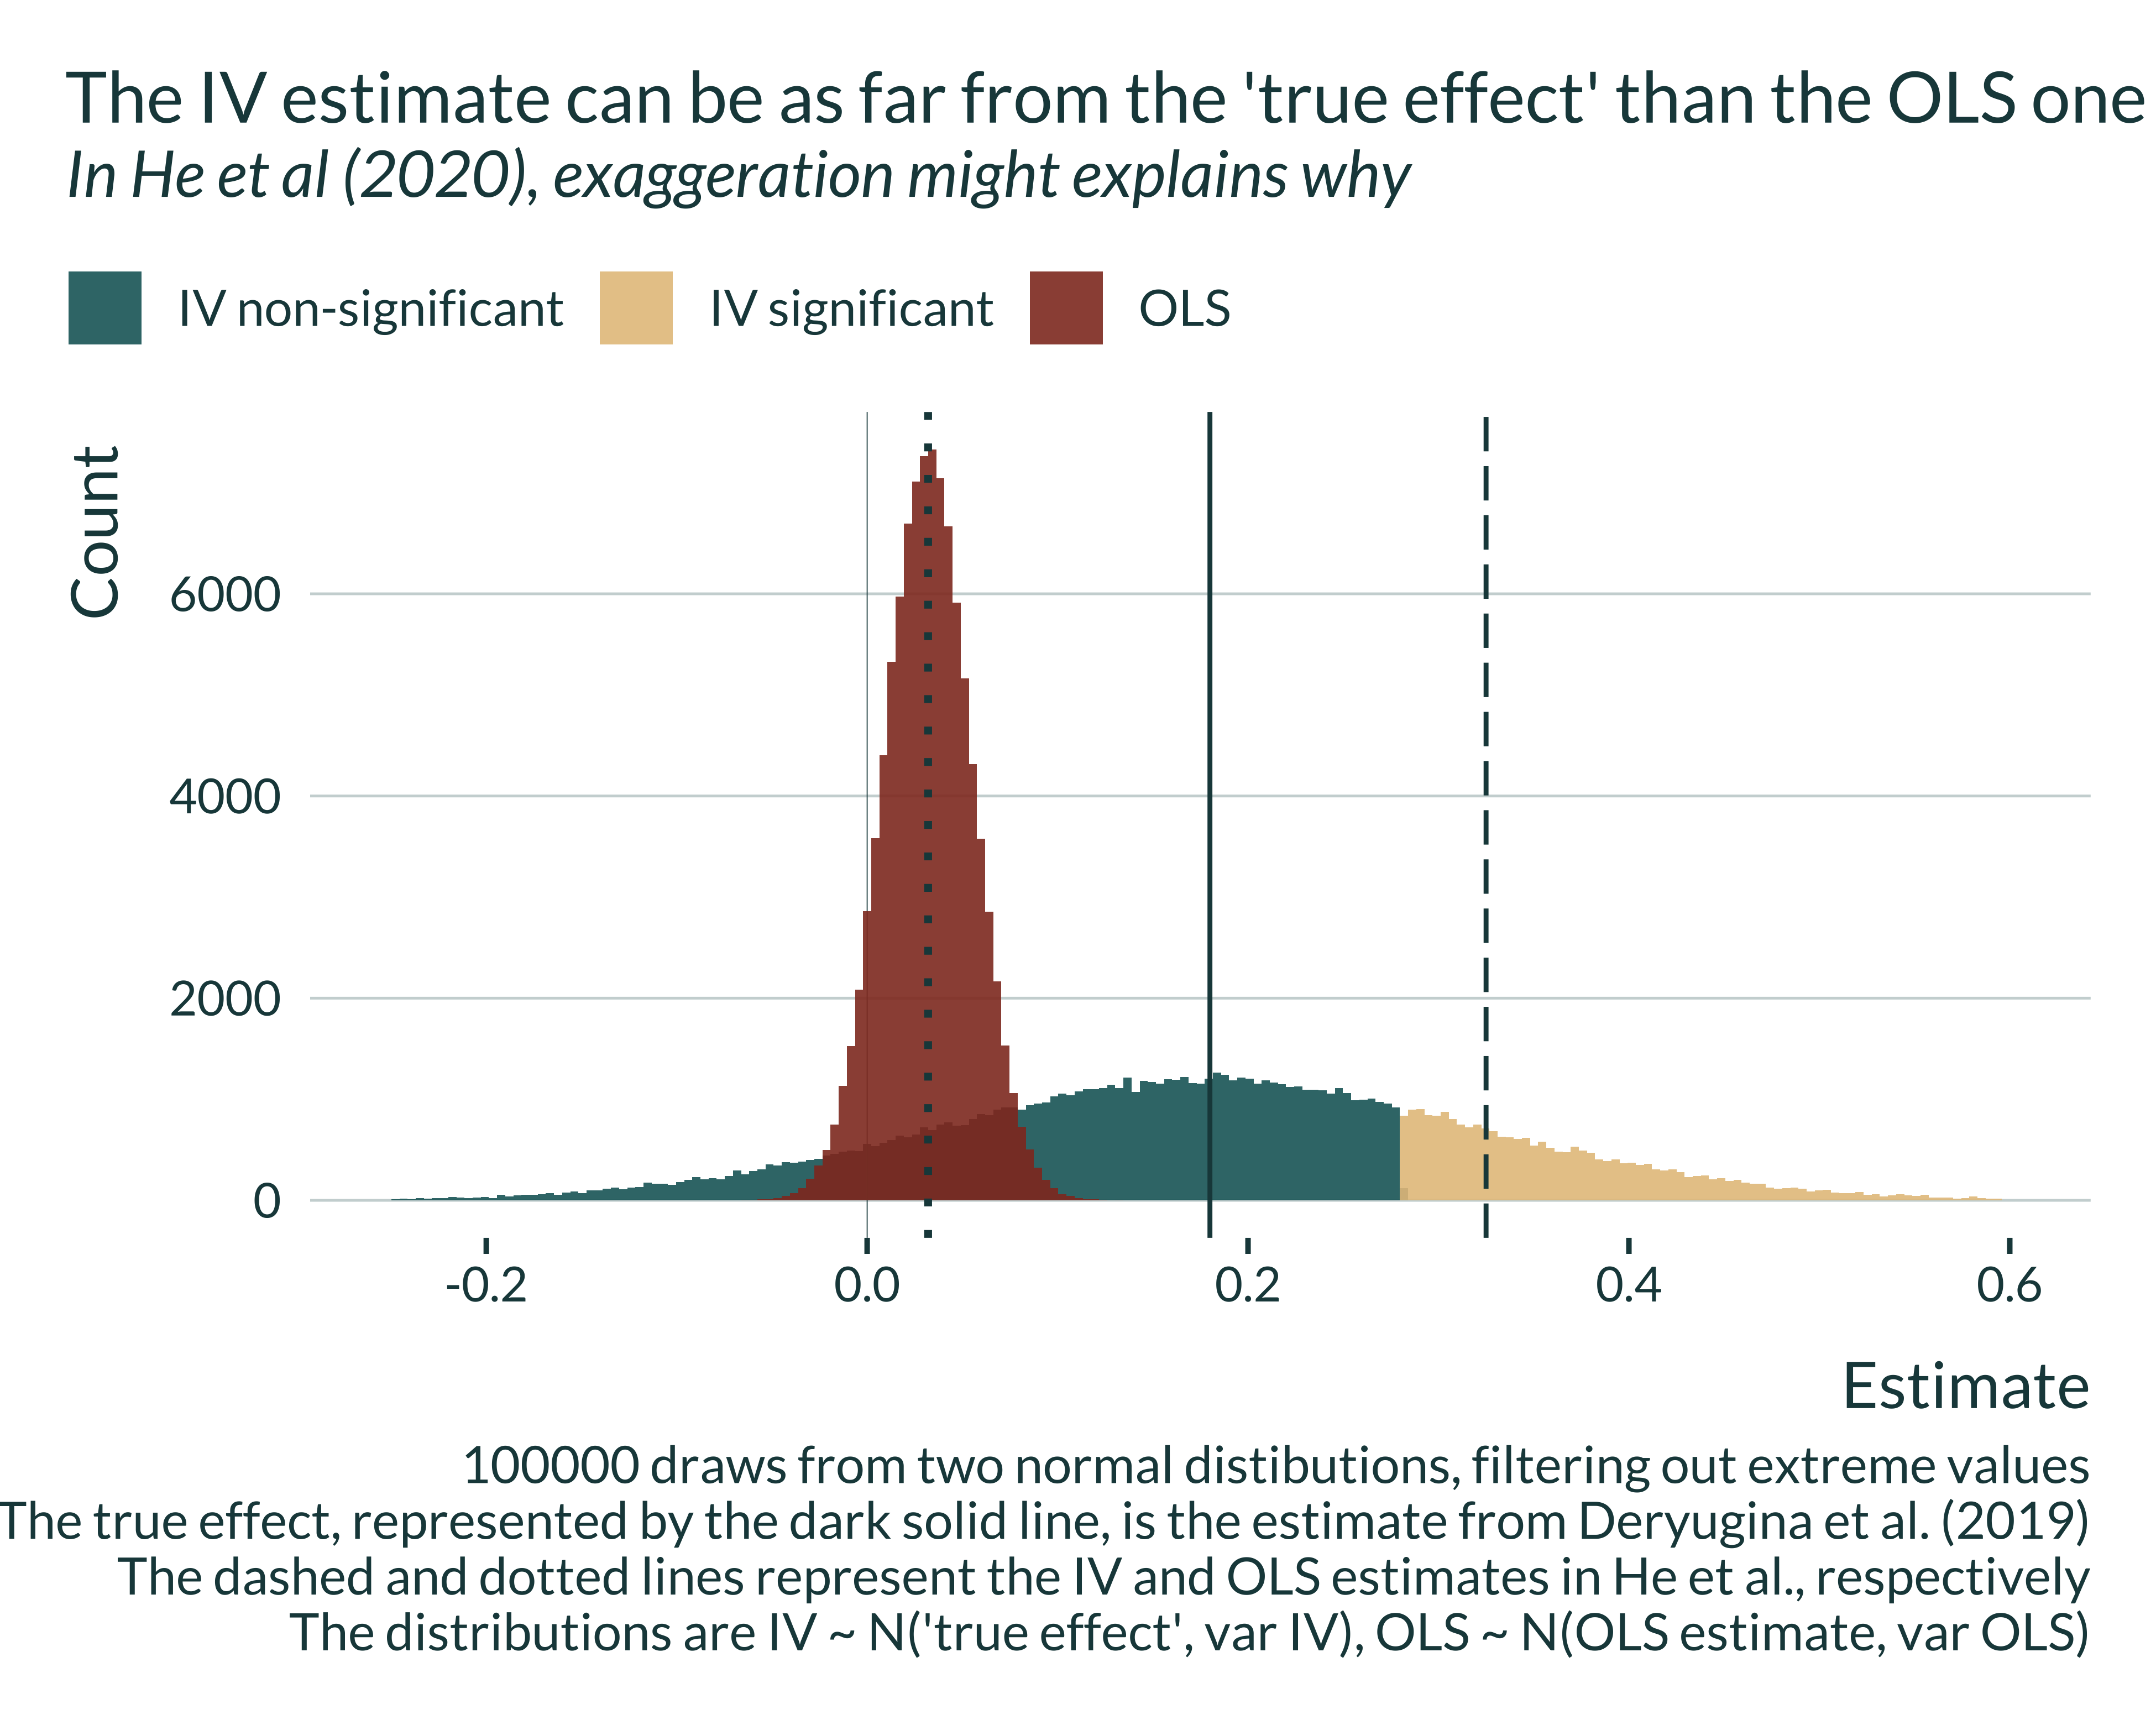 The IV estimate can be as far from the 'true effect' than the OLS one
In He et al (2020), exaggeration might explains why
IV non-significant IV significant OLS
Count
6000
4000
2000
0
-0.2 0.0 0.2 0.4 0.6
Estimate
100000 draws from two normal distibutions, filtering out extreme values
The true effect, represented by the dark solid line, is the estimate from Deryugina et al. (2019)
The dashed and dotted lines represent the IV and OLS estimates in He et al., respectively
The distributions are IV ~ N('true effect', var IV), OLS ~ N(OLS estimate, var OLS)